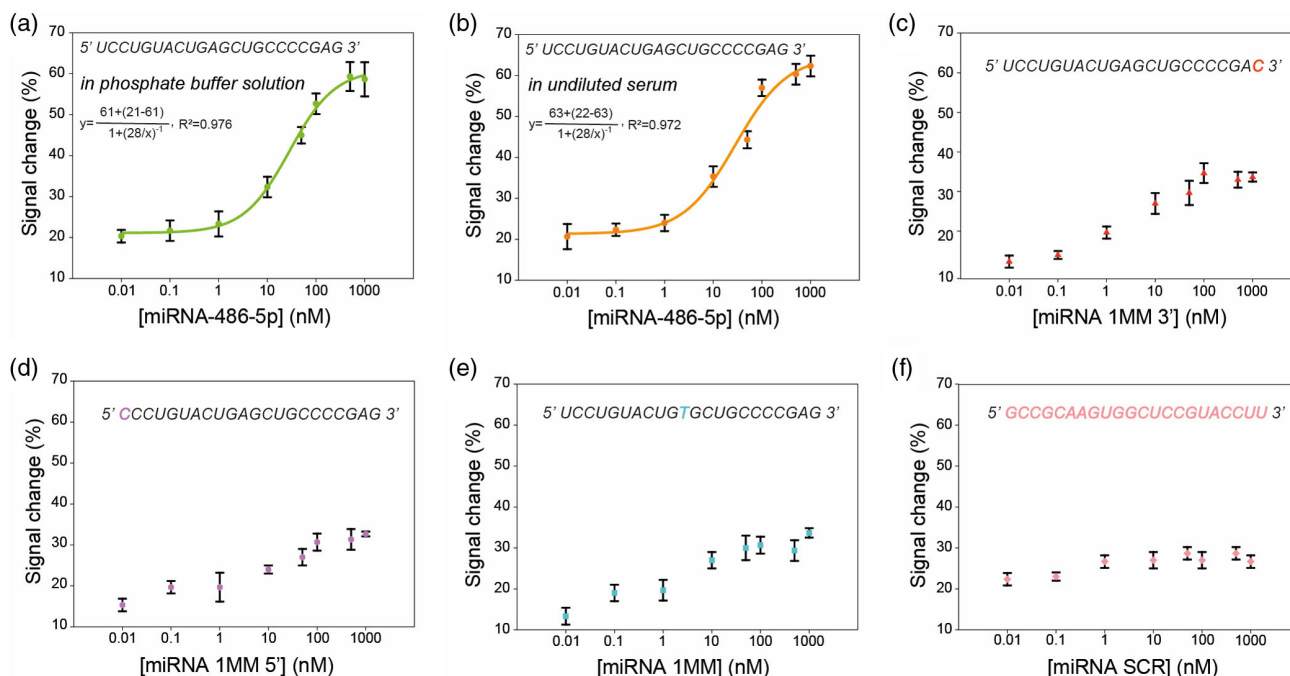 (a)
Signal change (%)
70
60
50
40
30
20
10
5' UCCUGUACUGAGCUGCCCCGAG 3'
in phosphate buffer solution
y= 61+(21-61) / 1+(28/x)⁻¹ , R²=0.976
0.01 0.1 1 10 100 1000
[miRNA-486-5p] (nM)
(b)
Signal change (%)
70
60
50
40
30
20
10
5' UCCUGUACUGAGCUGCCCCGAG 3'
in undiluted serum
y= 63+(22-63) / 1+(28/x)⁻¹ , R²=0.972
0.01 0.1 1 10 100 1000
[miRNA-486-5p] (nM)
(c)
Signal change (%)
70
60
50
40
30
20
10
5' UCCUGUACUGAGCUGCCCCGAC 3'
0.01 0.1 1 10 100 1000
[miRNA 1MM 3'] (nM)
(d)
Signal change (%)
70
60
50
40
30
20
10
5' CCCUGUACUGAGCUGCCCCGAG 3'
0.01 0.1 1 10 100 1000
[miRNA 1MM 5'] (nM)
(e)
Signal change (%)
70
60
50
40
30
20
10
5' UCCUGUACUGTGCUGCCCCGAG 3'
0.01 0.1 1 10 100 1000
[miRNA 1MM] (nM)
(f)
Signal change (%)
70
60
50
40
30
20
10
5' GCCGCAAGUGGCUCCGUACCUU 3'
0.01 0.1 1 10 100 1000
[miRNA SCR] (nM)